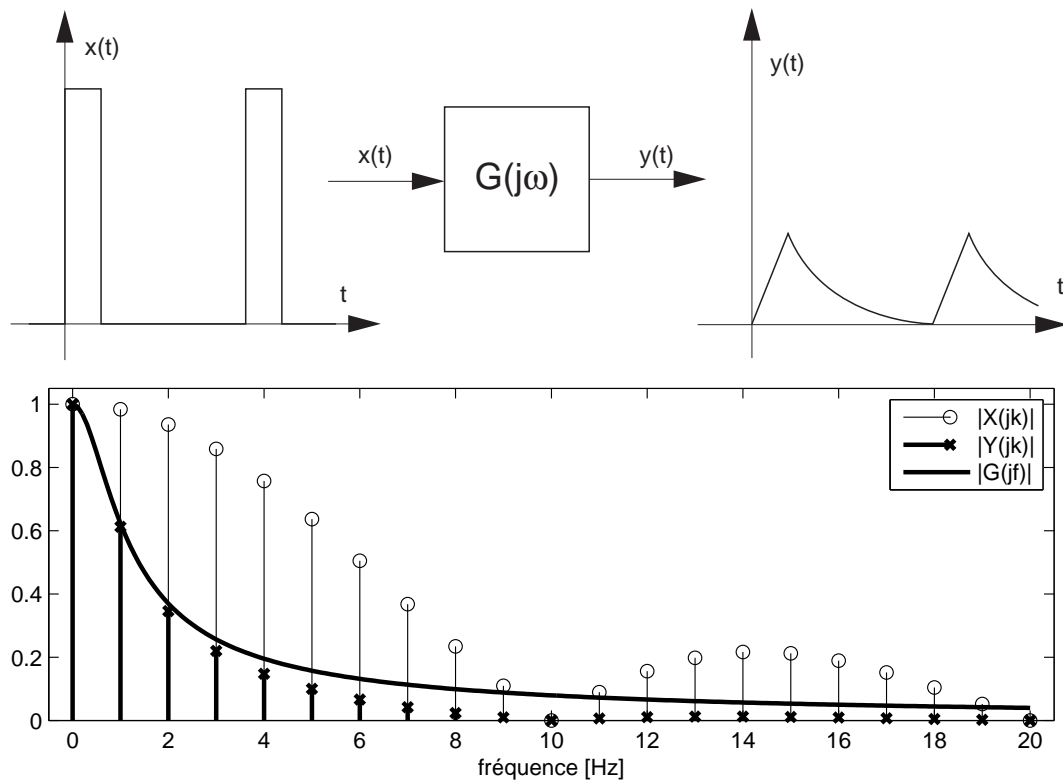 x(t)
y(t)
x(t)
G(jω)
y(t)
t
t
1
0.8
0.6
0.4
0.2
0
|X(jk)|
|Y(jk)|
|G(jf)|
0 2 4 6 8 10 12 14 16 18 20
fréquence [Hz]